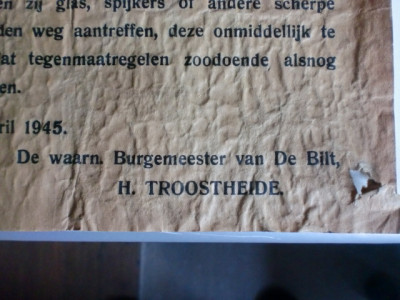 en zij glas, spijkers of andere scherpe
den weg aantreffen, deze onmiddellijk te
at tegenmaatregelen zoodoende alsnog
en.
ril 1945.
De waarn. Burgemeester van De Bilt,
H. TROOSTHEIDE.